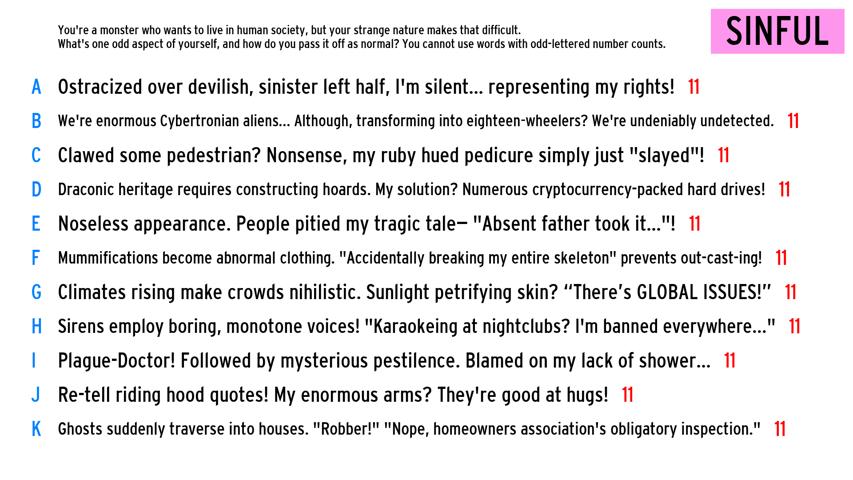 You're a monster who wants to live in human society, but your strange nature makes that difficult.
What's one odd aspect of yourself, and how do you pass it off as normal? You cannot use words with odd-lettered number counts.
SINFUL
A Ostracized over devilish, sinister left half, I'm silent... representing my rights! 11
B We're enormous Cybertronian aliens... Although, transforming into eighteen-wheelers? We're undeniably undetected. 11
C Clawed some pedestrian? Nonsense, my ruby hued pedicure simply just "slayed"! 11
D Draconic heritage requires constructing hoards. My solution? Numerous cryptocurrency-packed hard drives! 11
E Noseless appearance. People pitied my tragic tale— "Absent father took it..."! 11
F Mummifications become abnormal clothing. "Accidentally breaking my entire skeleton" prevents out-cast-ing! 11
G Climates rising make crowds nihilistic. Sunlight petrifying skin? “There’s GLOBAL ISSUES!” 11
H Sirens employ boring, monotone voices! "Karaokeing at nightclubs? I'm banned everywhere..." 11
I Plague-Doctor! Followed by mysterious pestilence. Blamed on my lack of shower... 11
J Re-tell riding hood quotes! My enormous arms? They're good at hugs! 11
K Ghosts suddenly traverse into houses. "Robber!" "Nope, homeowners association's obligatory inspection." 11